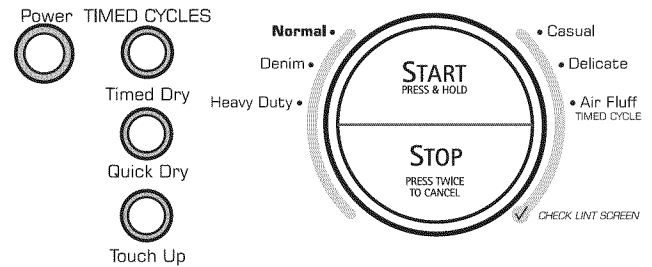 Power
TIMED CYCLES
Timed Dry
Quick Dry
Touch Up
Normal
Denim
Heavy Duty
START
PRESS & HOLD
STOP
PRESS TWICE
TO CANCEL
Casual
Delicate
Air Fluff
TIMED CYCLE
CHECK LINT SCREEN